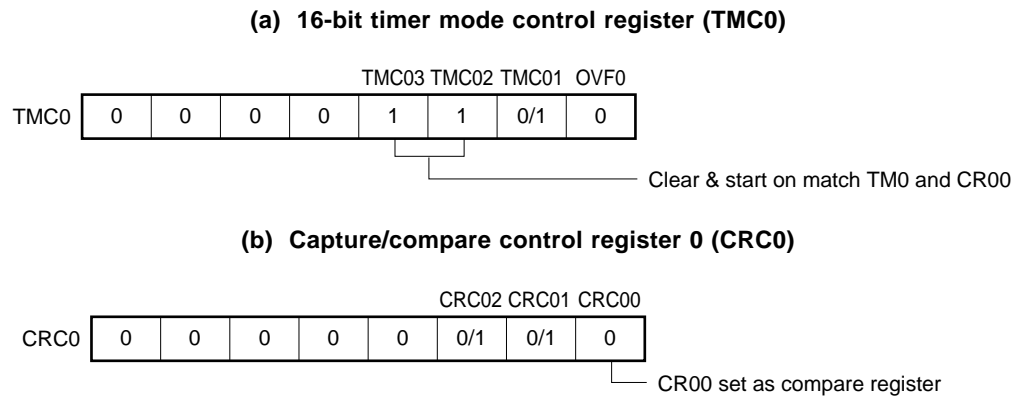 (a) 16-bit timer mode control register (TMC0)
TMC03 TMC02 TMC01 OVF0
TMC0 0 0 0 0 1 1 0/1 0
Clear & start on match TM0 and CR00
(b) Capture/compare control register 0 (CRC0)
CRC02 CRC01 CRC00
CRC0 0 0 0 0 0 0/1 0/1 0
CR00 set as compare register